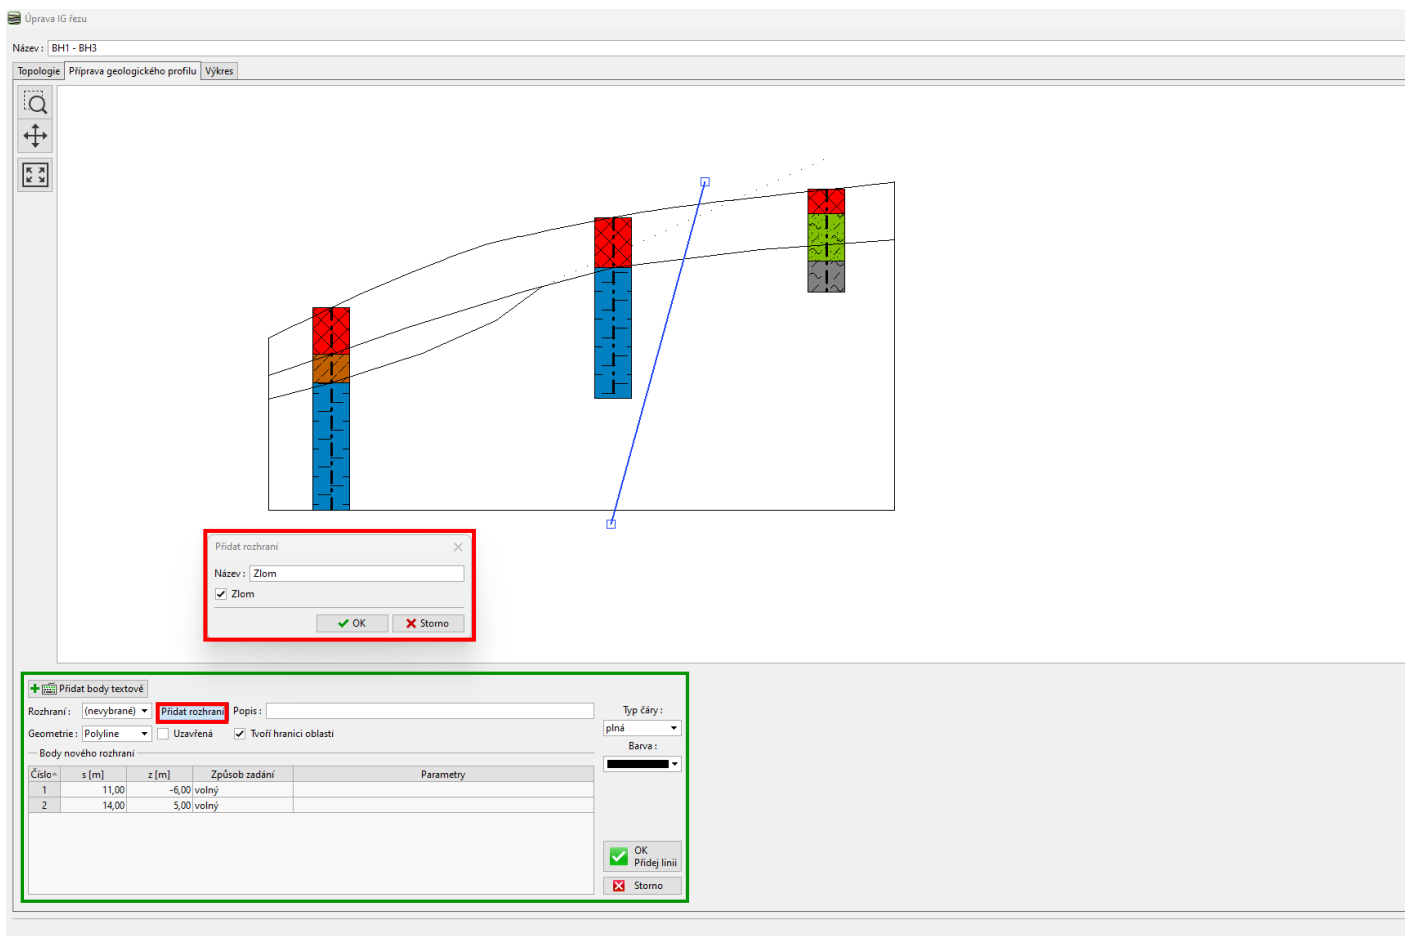 Úprava IG řezu
Název : BH1 - BH3
Topologie Příprava geologického profilu Výkres
Přidat rozhraní
Název : Zlom
Zlom
OK Storno
Přidat body textově
Rozhraní : (nevybrané) Přidat rozhraní Popis :
Typ čáry :
Geometrie : Polyline Uzavřená Tvoří hranici oblastí
plná
Body nového rozhraní
Barva :
Číslo s [m] z [m] Způsob zadání Parametry
1 11,00 -6,00 volný
2 14,00 5,00 volný
OK
Přidej linii
Storno